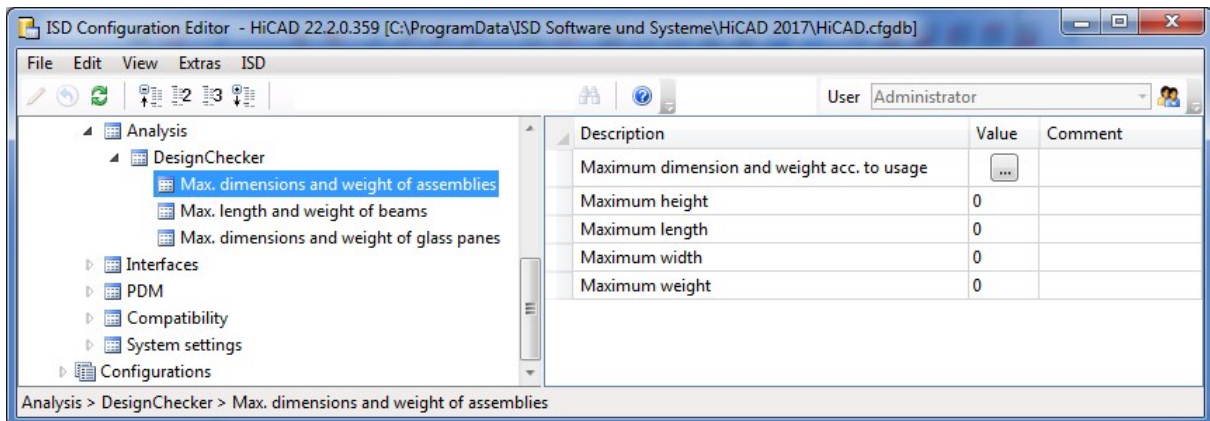 ISD Configuration Editor - HiCAD 22.2.0.359 [C:\ProgramData\ISD Software und Systeme\HiCAD 2017\HiCAD.cfgdb]
File Edit View Extras ISD
2 3 User Administrator
Analysis
DesignChecker
Max. dimensions and weight of assemblies
Max. length and weight of beams
Max. dimensions and weight of glass panes
Interfaces
PDM
Compatibility
System settings
Configurations
Description Value Comment
Maximum dimension and weight acc. to usage ...
Maximum height 0
Maximum length 0
Maximum width 0
Maximum weight 0
Analysis > DesignChecker > Max. dimensions and weight of assemblies